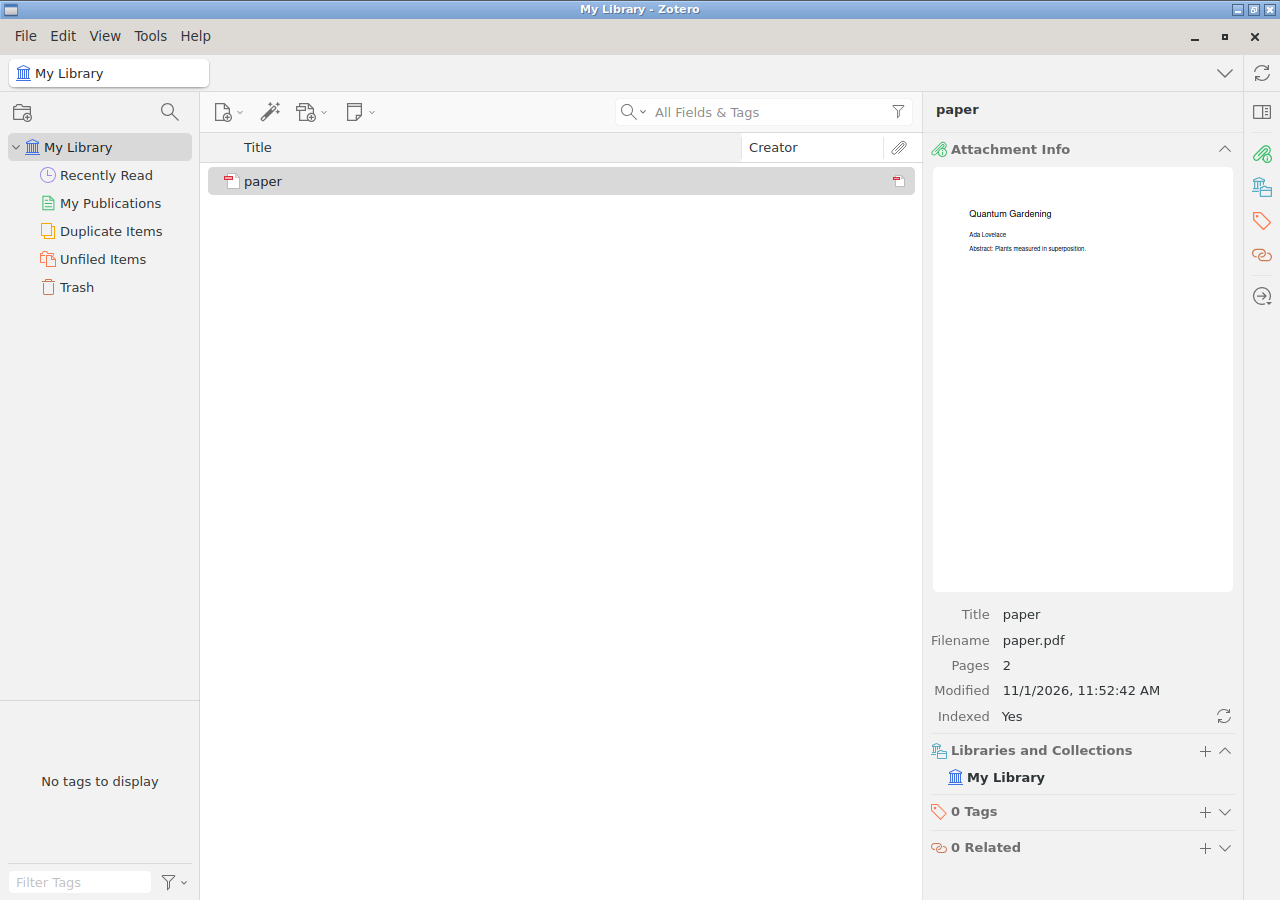 My Library - Zotero
File Edit View Tools Help
My Library
All Fields & Tags
My Library
Recently Read
My Publications
Duplicate Items
Unfiled Items
Trash
No tags to display
Filter Tags
Title Creator
paper
paper
Attachment Info
Quantum Gardening
Ada Lovelace
Abstract: Plants measured in superposition.
Title paper
Filename paper.pdf
Pages 2
Modified 11/1/2026, 11:52:42 AM
Indexed Yes
Libraries and Collections
My Library
0 Tags
0 Related